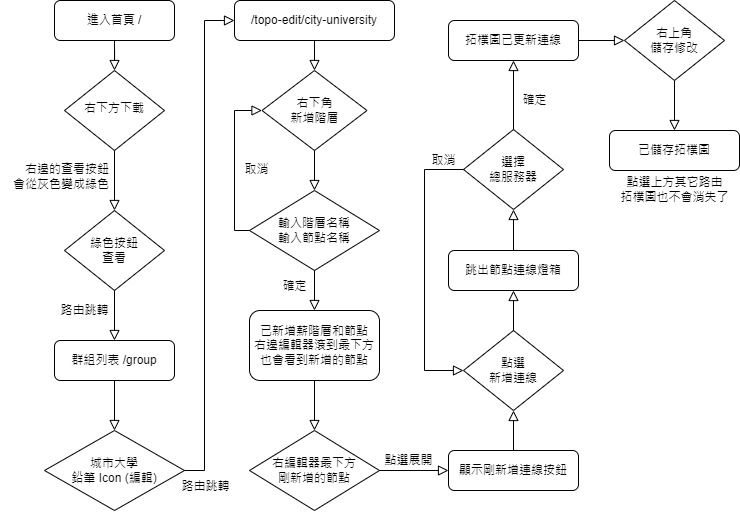 進入首頁 /
右下方下載
右邊的查看按鈕
會從灰色變成綠色
綠色按鈕
查看
路由跳轉
群組列表 /group
城市大學
鉛筆 Icon (編輯)
路由跳轉
/topo-edit/city-university
右下角
新增階層
取消
輸入階層名稱
輸入節點名稱
確定
已新增薪階層和節點
右邊編輯器滾到最下方
也會看到新增的節點
右編輯器最下方
剛新增的節點
點選展開
顯示剛新增連線按鈕
點選
新增連線
跳出節點連線燈箱
選擇
總服務器
取消
確定
拓樸圖已更新連線
右上角
儲存修改
已儲存拓樸圖
點選上方其它路由
拓樸圖也不會消失了